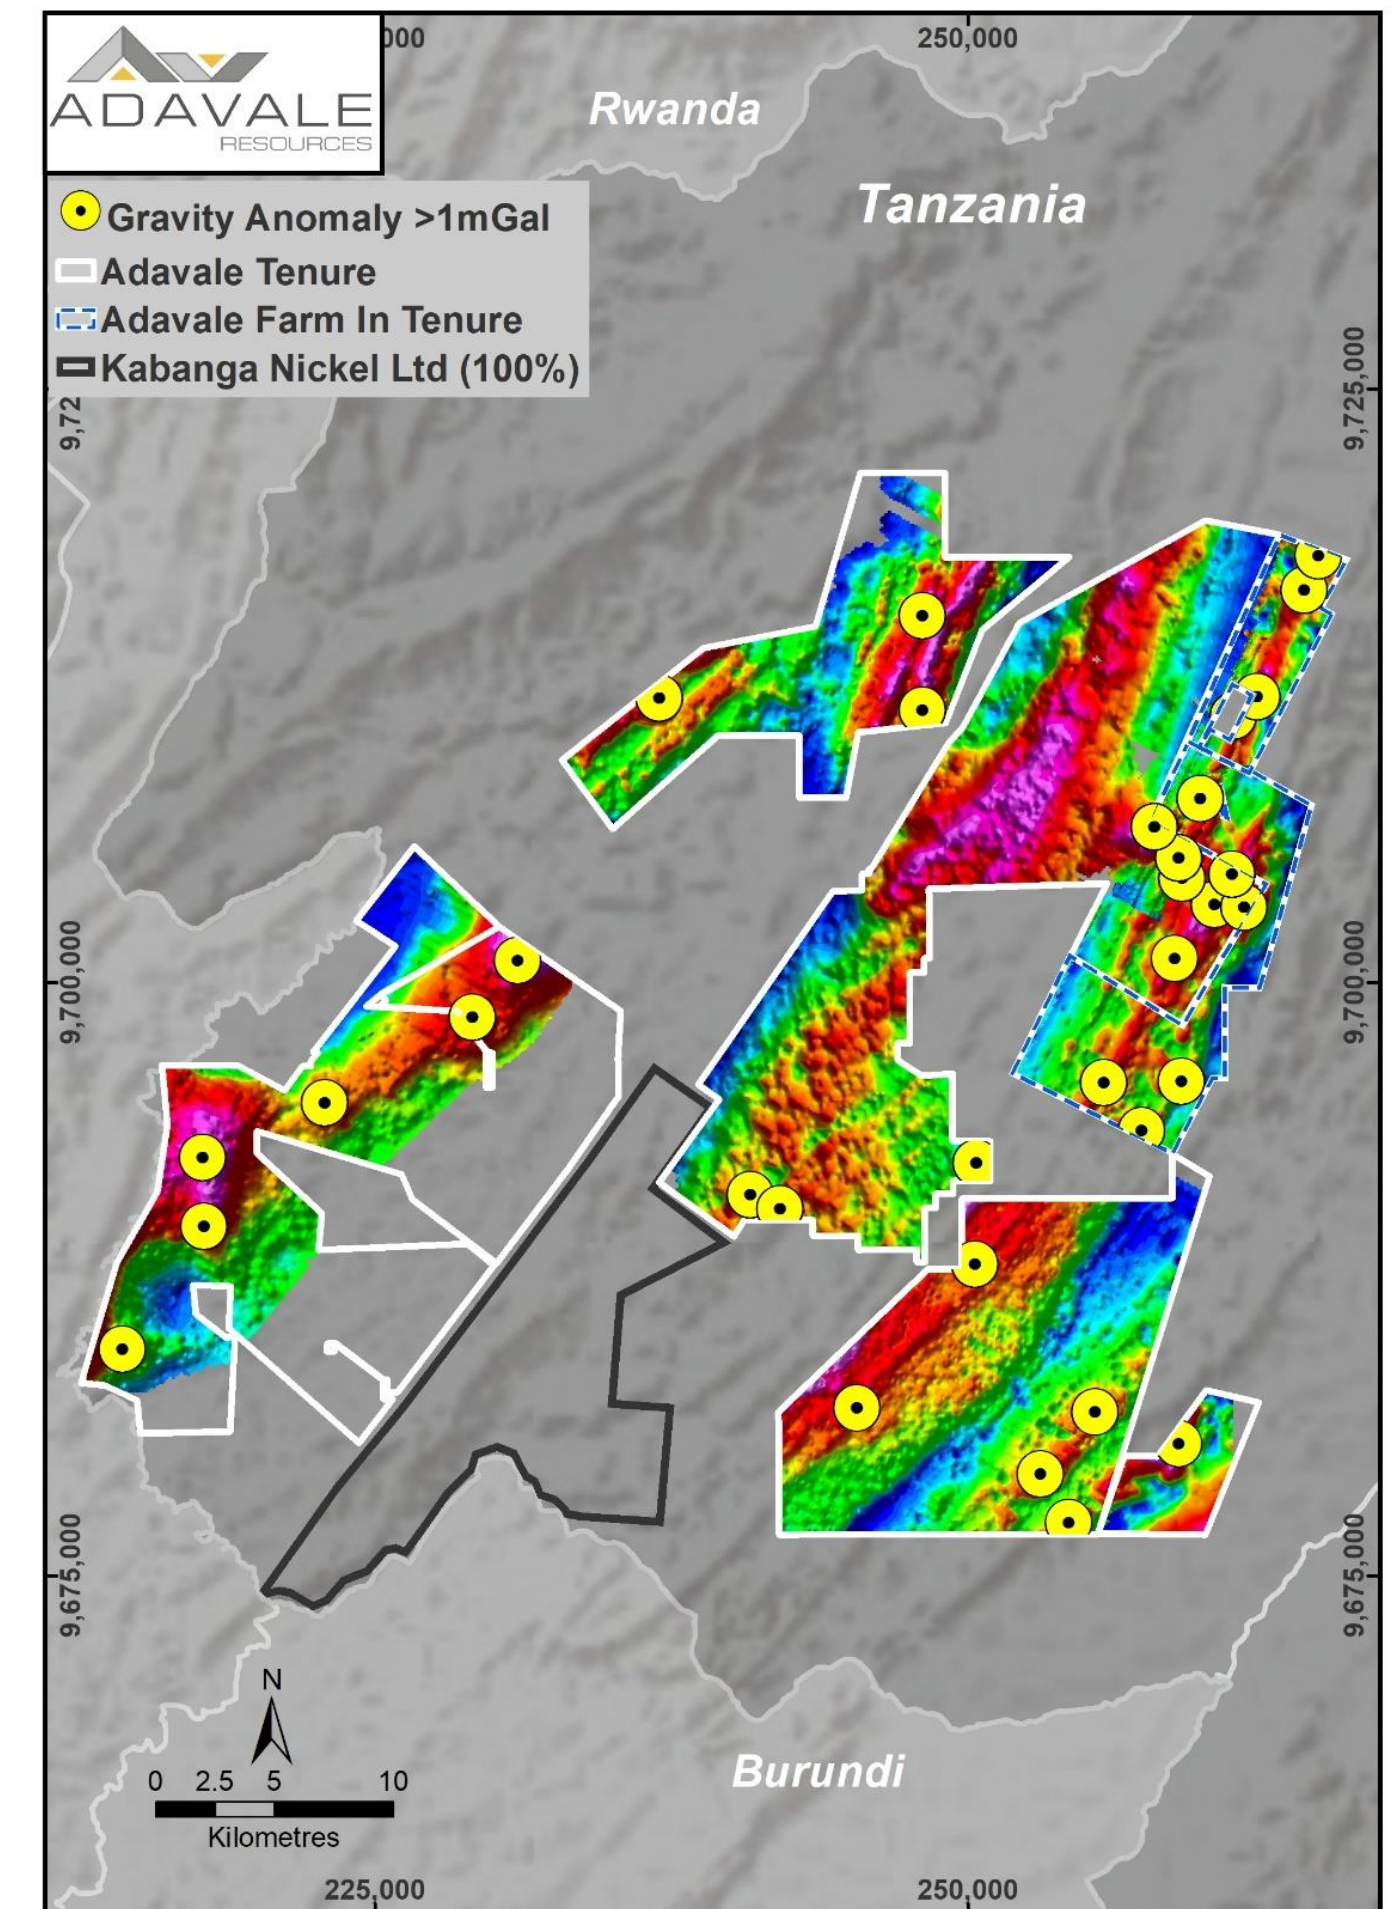 ADAVALE
RESOURCES
000
250,000
Rwanda
Tanzania
Gravity Anomaly >1mGal
Adavale Tenure
Adavale Farm In Tenure
Kabanga Nickel Ltd (100%)
9,72
9,725,000
9,700,000
9,700,000
9,675,000
9,675,000
N
0 2.5 5 10
Kilometres
Burundi
225,000
250,000